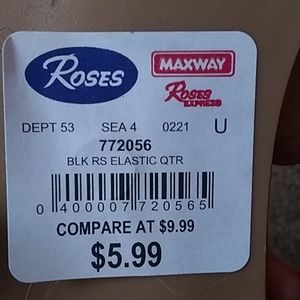 ROSES
MAXWAY
ROSES
EXPRESS
DEPT 53 SEA 4 0221 U
772056
BLK RS ELASTIC QTR
0 400007 720565
COMPARE AT $9.99
$5.99